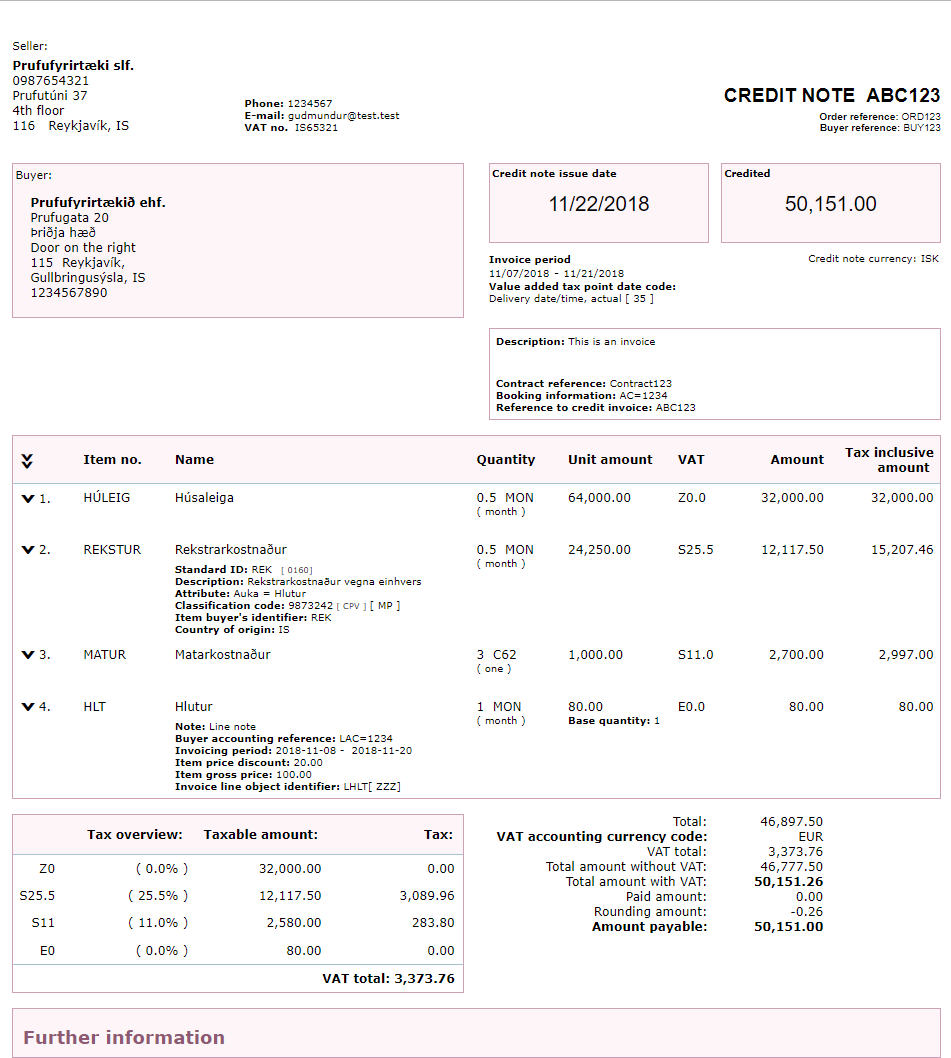 Seller:
Prufufyrirtæki slf.
0987654321
Prufutúni 37
4th floor
116 Reykjavík, IS
Phone: 1234567
E-mail: gudmundur@test.test
VAT no. IS65321
CREDIT NOTE ABC123
Order reference: ORD123
Buyer reference: BUY123
Buyer:
Prufufyrirtækið ehf.
Prufugata 20
Þriðja hæð
Door on the right
115 Reykjavík,
Gullbringusýsla, IS
1234567890
Credit note issue date
11/22/2018
Credited
50,151.00
Invoice period
11/07/2018 - 11/21/2018
Value added tax point date code:
Delivery date/time, actual [ 35 ]
Credit note currency: ISK
Description: This is an invoice
Contract reference: Contract123
Booking information: AC=1234
Reference to credit invoice: ABC123
Item no. Name Quantity Unit amount VAT Amount Tax inclusive amount
1. HÚLEIG Húsaleiga 0.5 MON 64,000.00 Z0.0 32,000.00 32,000.00
( month )
2. REKSTUR Rekstrarkostnaður 0.5 MON 24,250.00 S25.5 12,117.50 15,207.46
( month )
Standard ID: REK [ 0160]
Description: Rekstrarkostnaður vegna einhvers
Attribute: Auka = Hlutur
Classification code: 9873242 [ CPV ] [ MP ]
Item buyer's identifier: REK
Country of origin: IS
3. MATUR Matarkostnaður 3 C62 1,000.00 S11.0 2,700.00 2,997.00
( one )
4. HLT Hlutur 1 MON 80.00 E0.0 80.00 80.00
( month ) Base quantity: 1
Note: Line note
Buyer accounting reference: LAC=1234
Invoicing period: 2018-11-08 - 2018-11-20
Item price discount: 20.00
Item gross price: 100.00
Invoice line object identifier: LHLT[ ZZZ]
Tax overview: Taxable amount: Tax:
Z0 ( 0.0% ) 32,000.00 0.00
S25.5 ( 25.5% ) 12,117.50 3,089.96
S11 ( 11.0% ) 2,580.00 283.80
E0 ( 0.0% ) 80.00 0.00
VAT total: 3,373.76
Total: 46,897.50
VAT accounting currency code: EUR
VAT total: 3,373.76
Total amount without VAT: 46,777.50
Total amount with VAT: 50,151.26
Paid amount: 0.00
Rounding amount: -0.26
Amount payable: 50,151.00
Further information